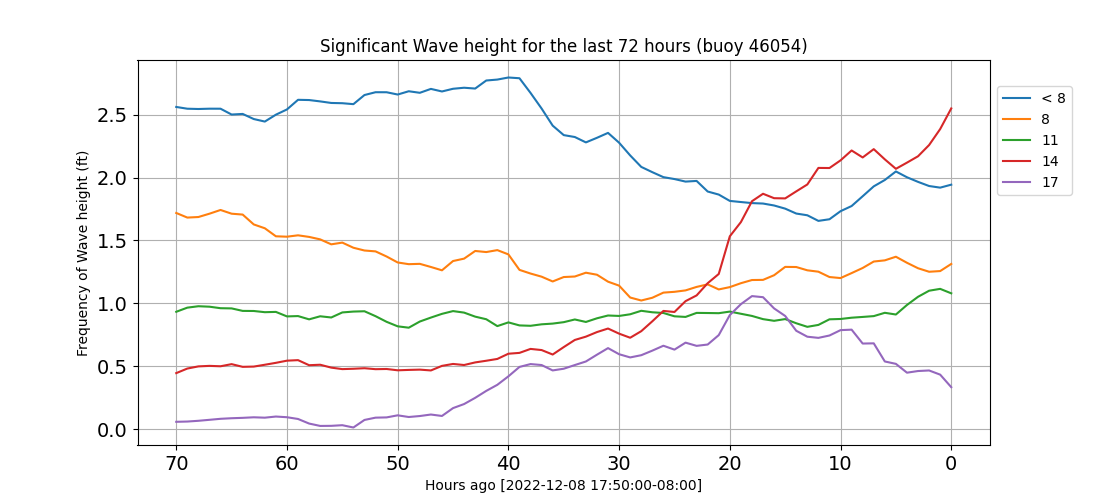 Significant Wave height for the last 72 hours (buoy 46054)
Frequency of Wave height (ft)
2.5
2.0
1.5
1.0
0.5
0.0
70 60 50 40 30 20 10 0
Hours ago [2022-12-08 17:50:00-08:00]
< 8
8
11
14
17